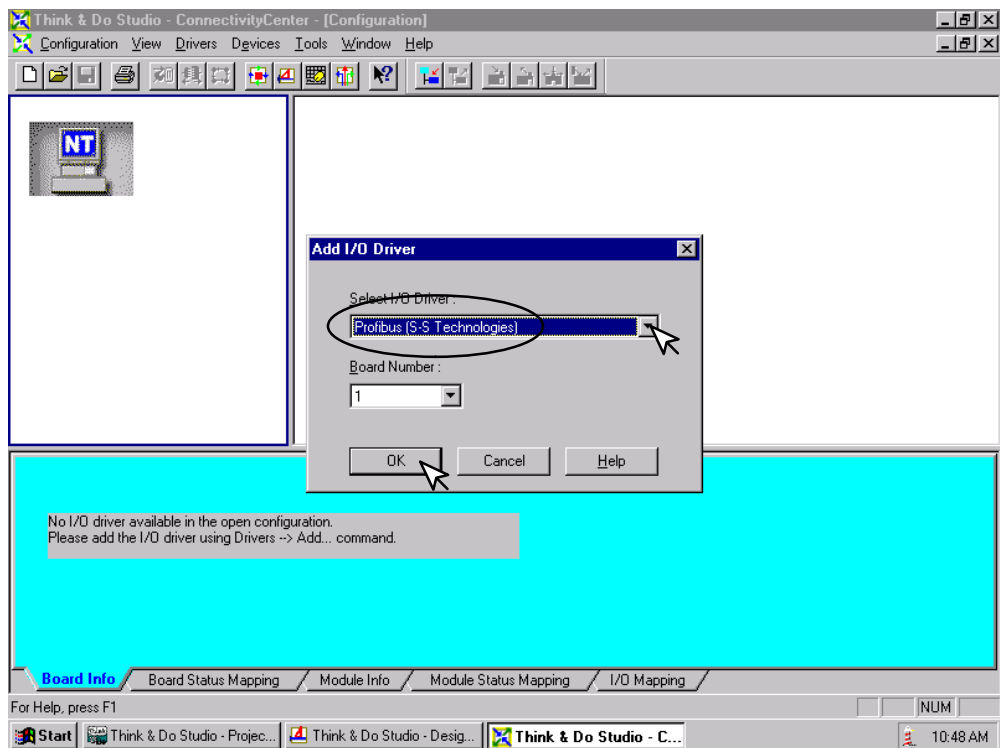 Think & Do Studio - ConnectivityCenter - [Configuration]
Configuration View Drivers Devices Tools Window Help
NT
Add I/O Driver
Select I/O Driver :
Profibus (S-S Technologies)
Board Number :
1
OK Cancel Help
No I/O driver available in the open configuration.
Please add the I/O driver using Drivers --> Add... command.
Board Info Board Status Mapping Module Info Module Status Mapping I/O Mapping
For Help, press F1 NUM
Start Think & Do Studio - Projec... Think & Do Studio - Desig... Think & Do Studio - C... 10:48 AM